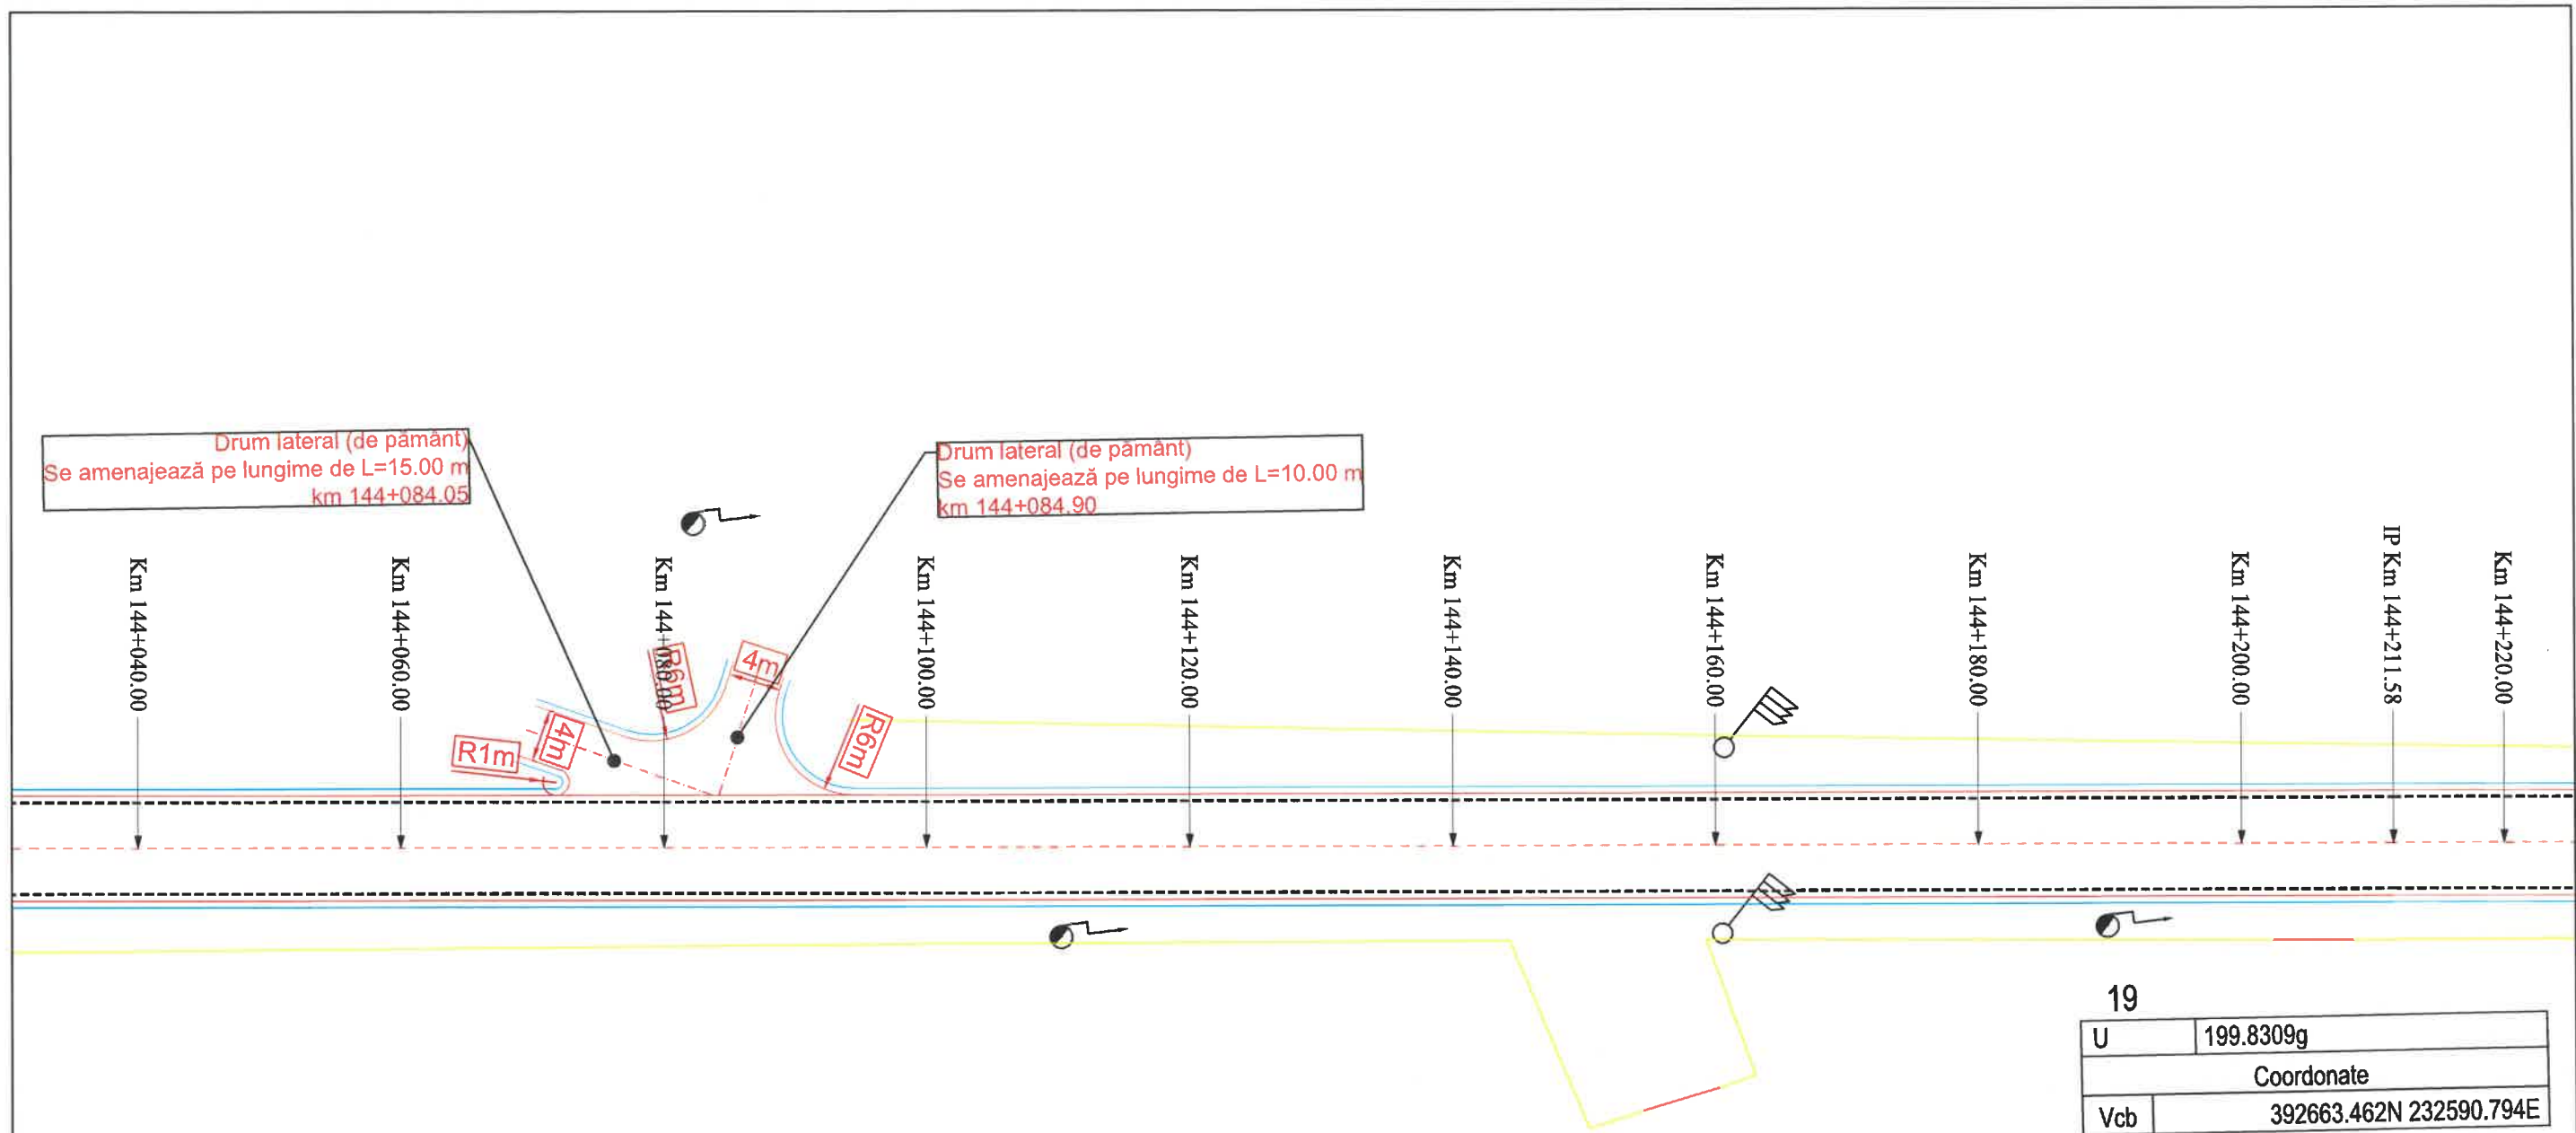 Drum lateral (de pământ)
Se amenajează pe lungime de L=15.00 m
km 144+084.05
Drum lateral (de pământ)
Se amenajează pe lungime de L=10.00 m
km 144+084.90
Km 144+040.00
Km 144+060.00
Km 144+080.00
Km 144+100.00
Km 144+120.00
Km 144+140.00
Km 144+160.00
Km 144+180.00
Km 144+200.00
IP Km 144+211.58
Km 144+220.00
R6m
4m
R6m
4m
R1m
19
U 199.8309g
Coordonate
Vcb 392663.462N 232590.794E